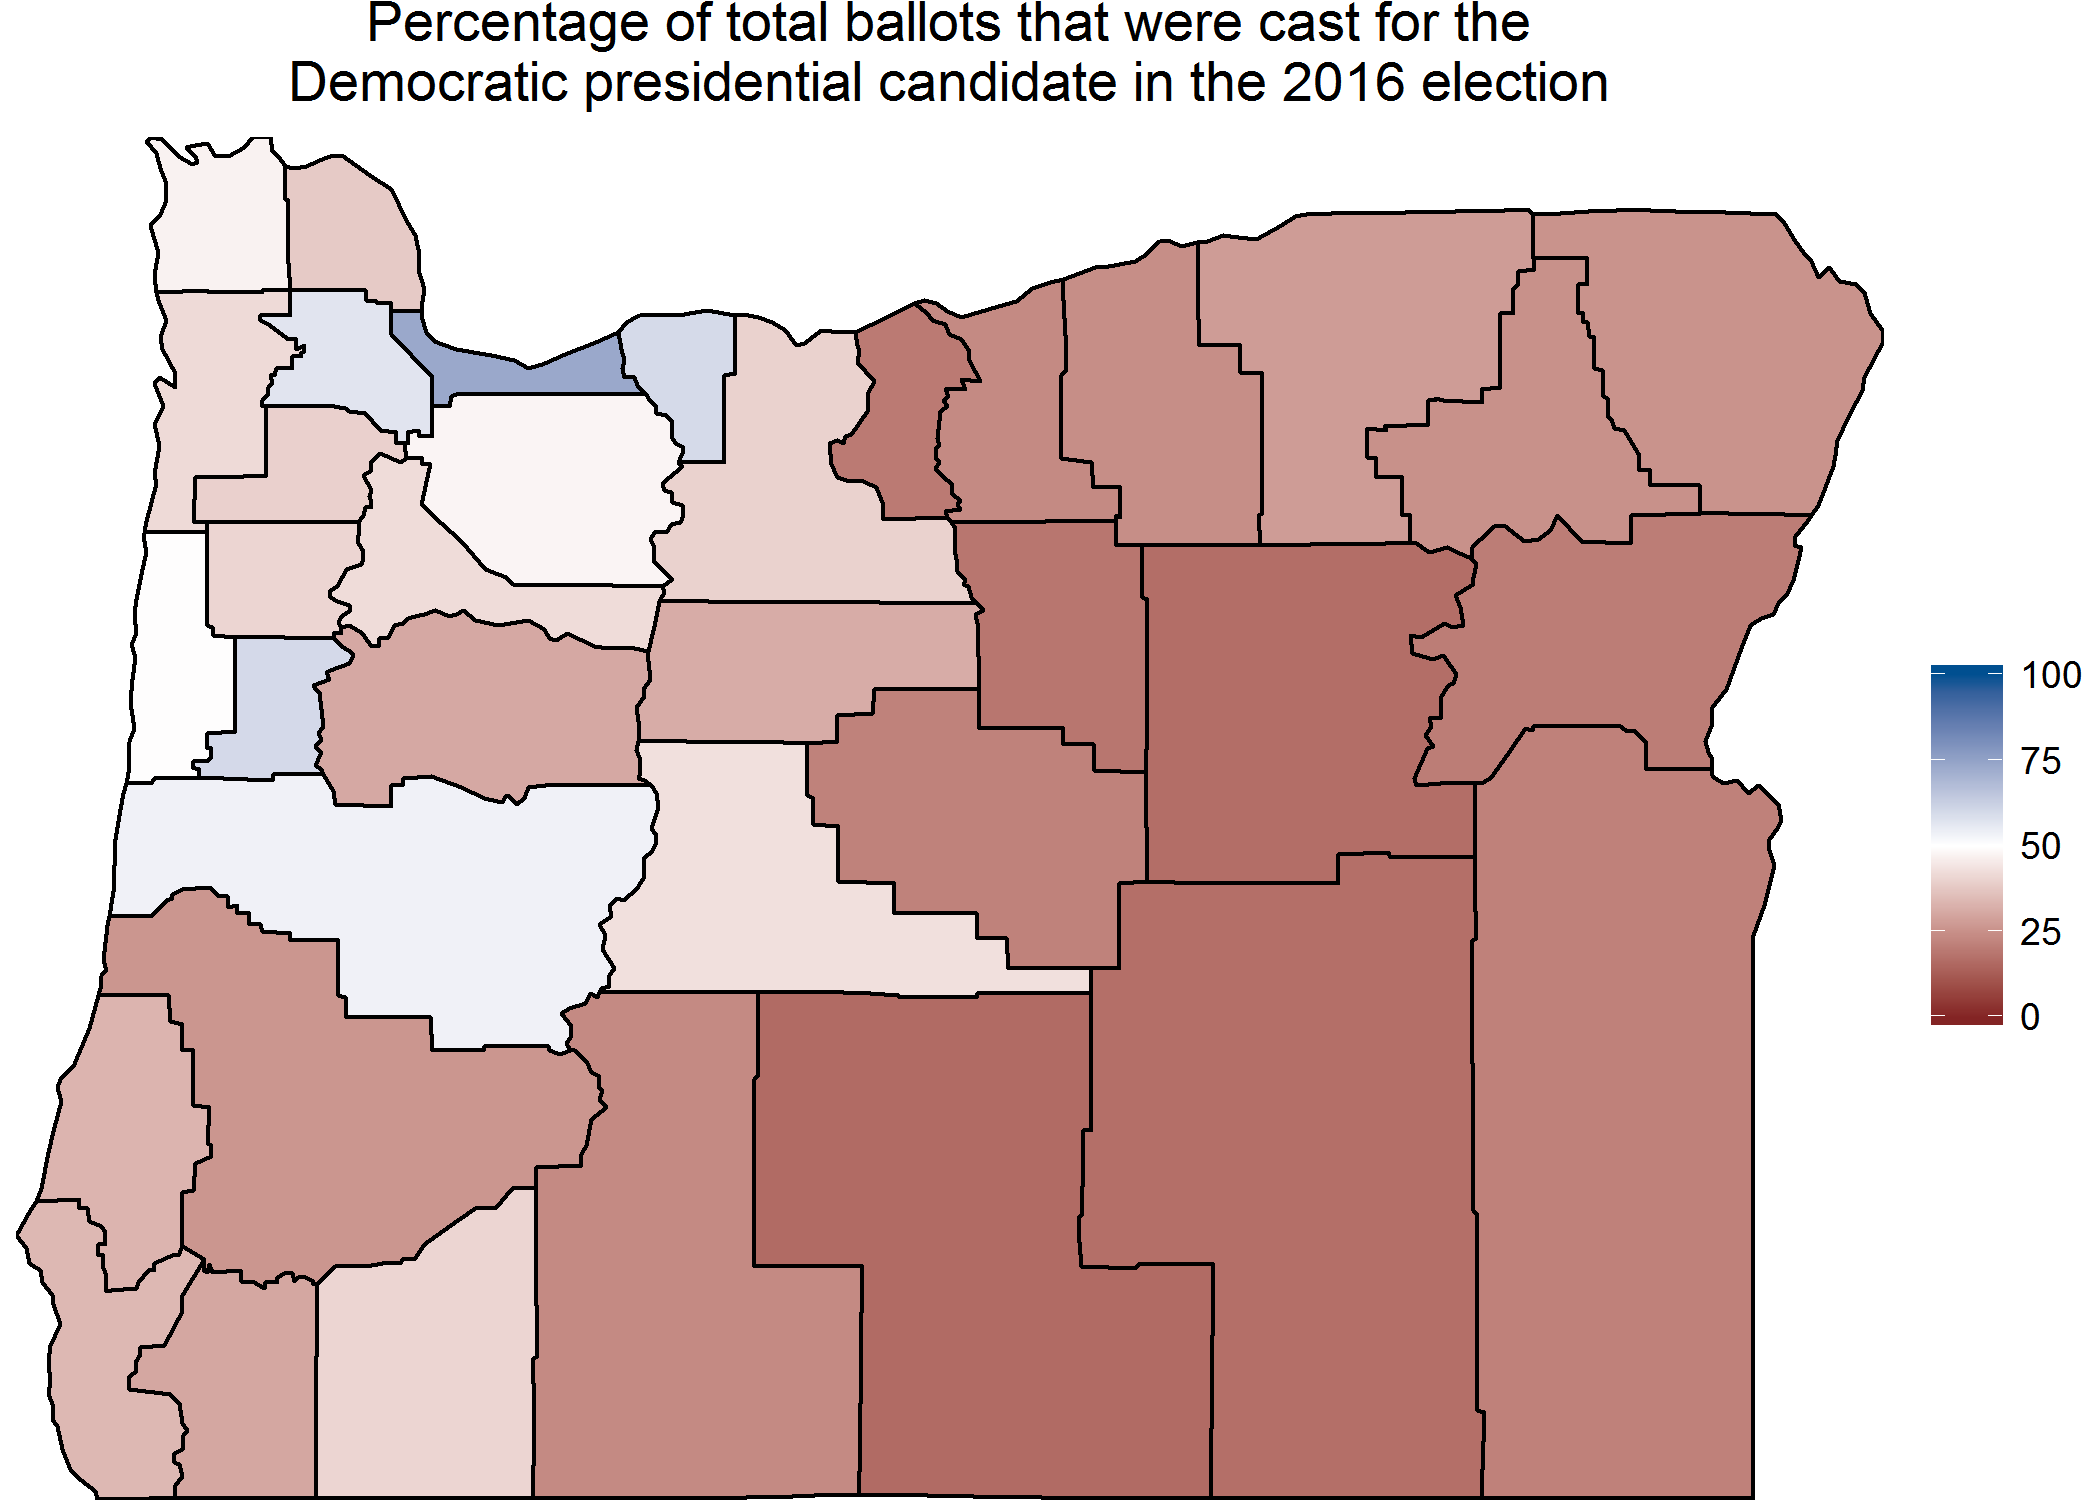 Percentage of total ballots that were cast for the
Democratic presidential candidate in the 2016 election
100
75
50
25
0